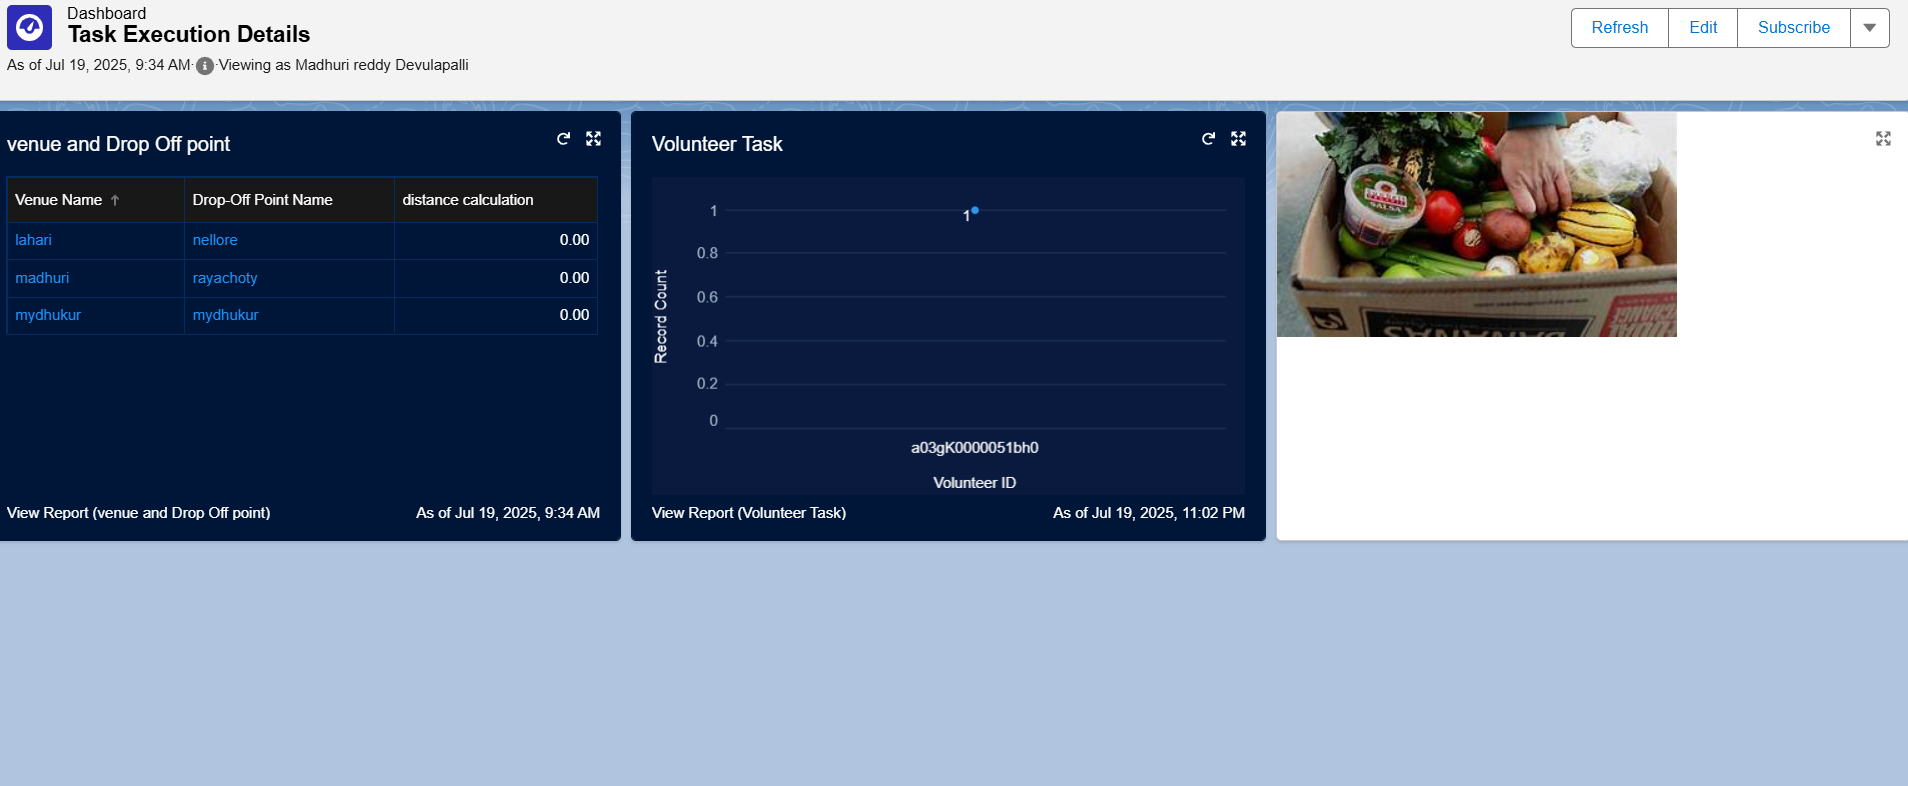 Dashboard
Task Execution Details
As of Jul 19, 2025, 9:34 AM·Viewing as Madhuri reddy Devulapalli
Refresh
Edit
Subscribe
venue and Drop Off point
Venue Name ↑ Drop-Off Point Name distance calculation
lahari nellore 0.00
madhuri rayachoty 0.00
mydhukur mydhukur 0.00
View Report (venue and Drop Off point)
As of Jul 19, 2025, 9:34 AM
Volunteer Task
Record Count
1
0.8
0.6
0.4
0.2
0
1
a03gK0000051bh0
Volunteer ID
View Report (Volunteer Task)
As of Jul 19, 2025, 11:02 PM
SALSA
BANANAS